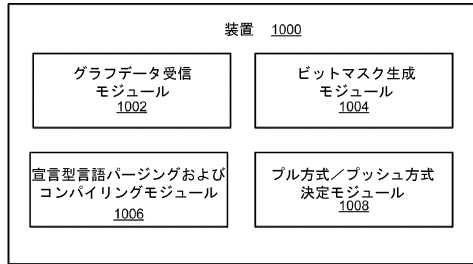 装置 1000
グラフデータ受信
モジュール
1002
ビットマスク生成
モジュール
1004
宣言型言語パージングおよび
コンパイリングモジュール
1006
プル方式／プッシュ方式
決定モジュール
1008